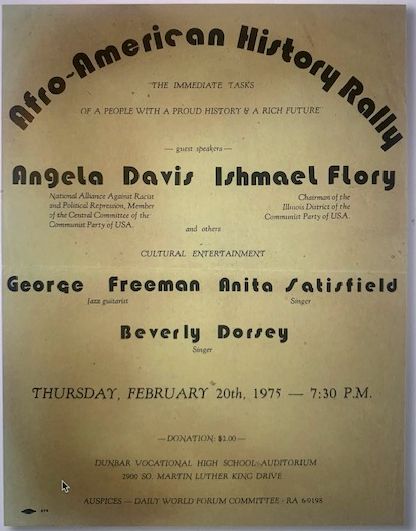 Afro-American History Rally
"THE IMMEDIATE TASKS
OF A PEOPLE WITH A PROUD HISTORY & A RICH FUTURE"
— guest speakers —
Angela Davis Ishmael Flory
National Alliance Against Racist
and Political Repression, Member
of the Central Committee of the
Communist Party of USA.
Chairman of the
Illinois District of the
Communist Party of USA.
and others
CULTURAL ENTERTAINMENT
George Freeman Anita Satisfield
Jazz guitarist Singer
Beverly Dorsey
Singer
THURSDAY, FEBRUARY 20th, 1975 — 7:30 P.M.
— DONATION: $2.00 —
DUNBAR VOCATIONAL HIGH SCHOOL AUDITORIUM
2900 SO. MARTIN LUTHER KING DRIVE
AUSPICES — DAILY WORLD FORUM COMMITTEE · RA 6-9198